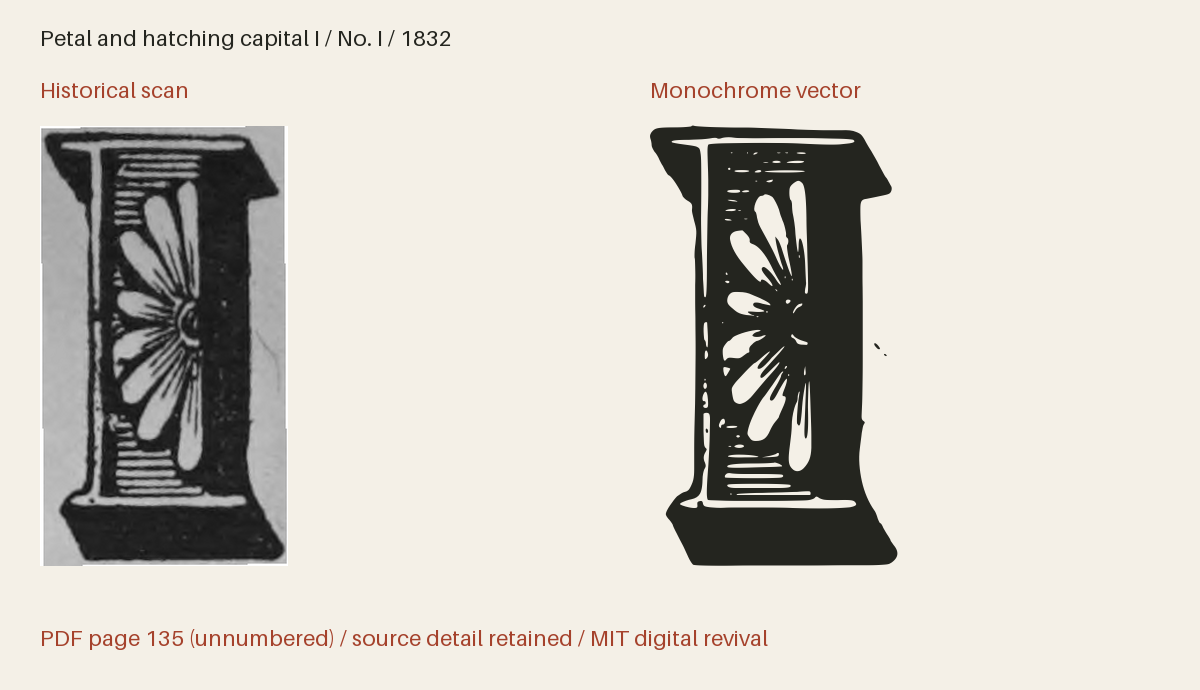 Petal and hatching capital I / No. I / 1832
Historical scan
Monochrome vector
I
I
PDF page 135 (unnumbered) / source detail retained / MIT digital revival